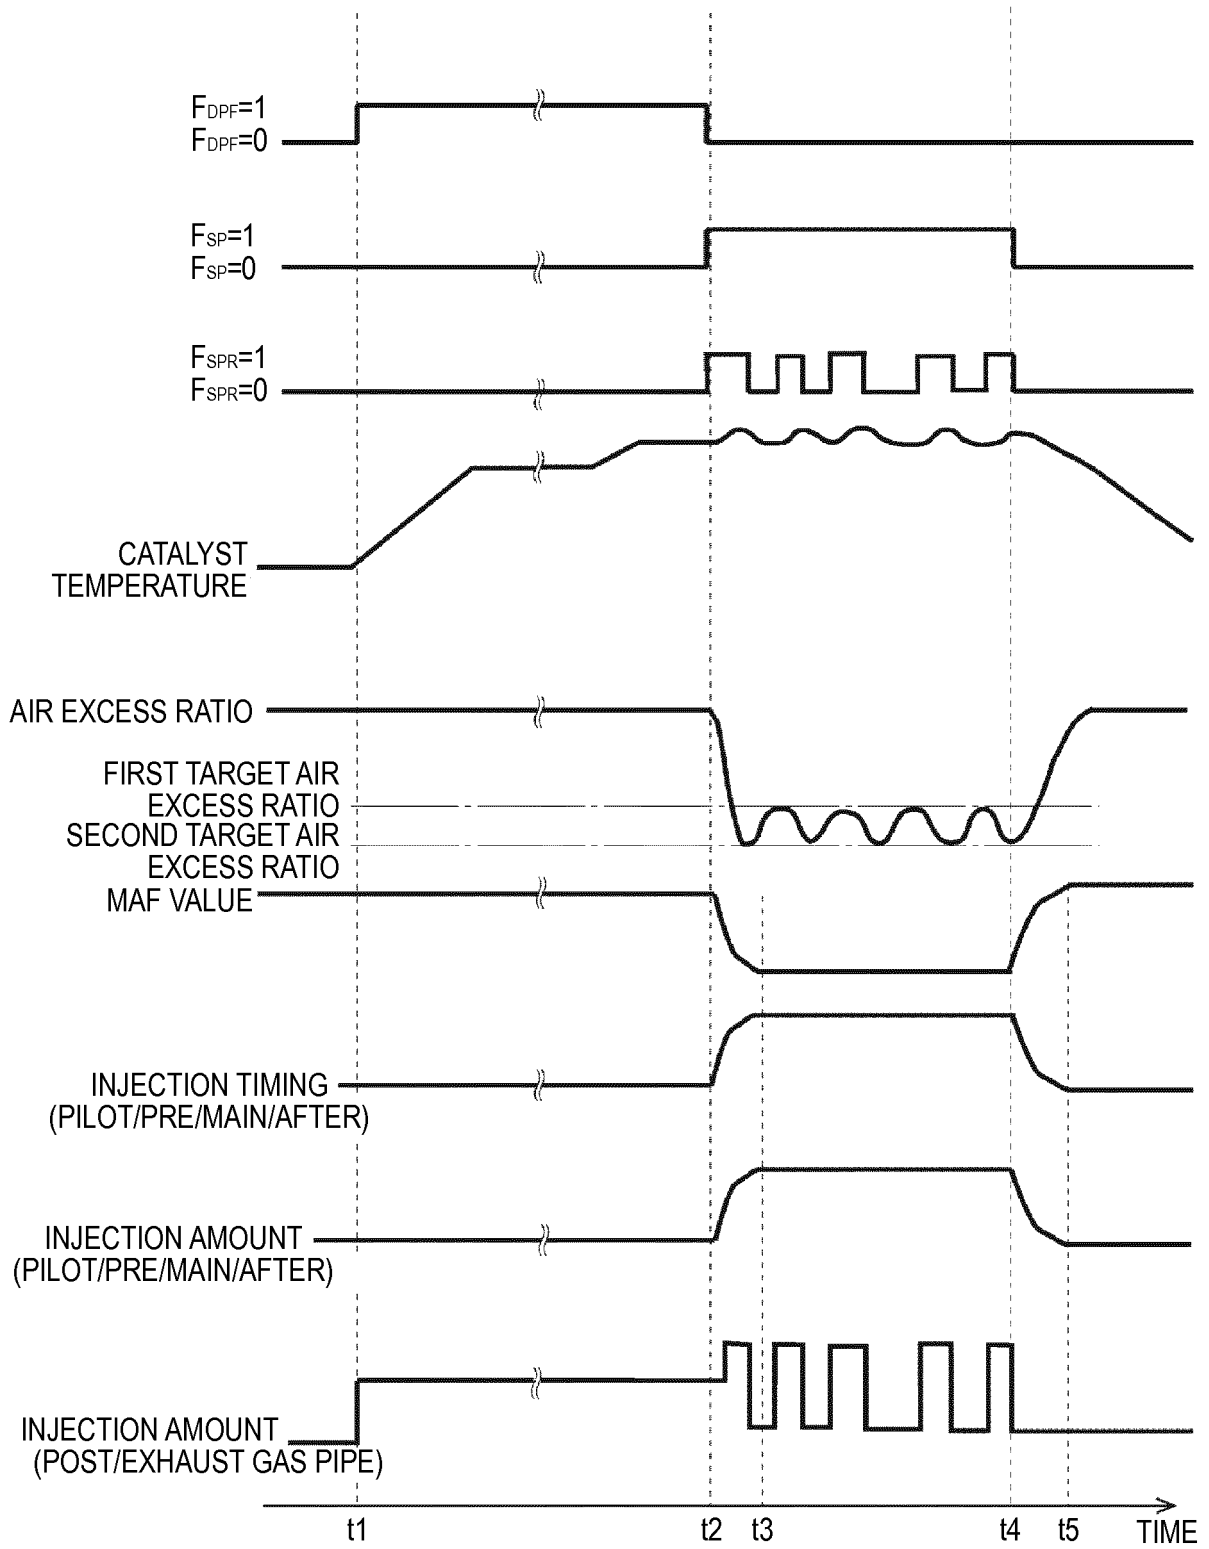 FDPF=1
FDPF=0
FSP=1
FSP=0
FSPR=1
FSPR=0
CATALYST
TEMPERATURE
AIR EXCESS RATIO
FIRST TARGET AIR
EXCESS RATIO
SECOND TARGET AIR
EXCESS RATIO
MAF VALUE
INJECTION TIMING
(PILOT/PRE/MAIN/AFTER)
INJECTION AMOUNT
(PILOT/PRE/MAIN/AFTER)
INJECTION AMOUNT
(POST/EXHAUST GAS PIPE)
t1 t2 t3 t4 t5 TIME